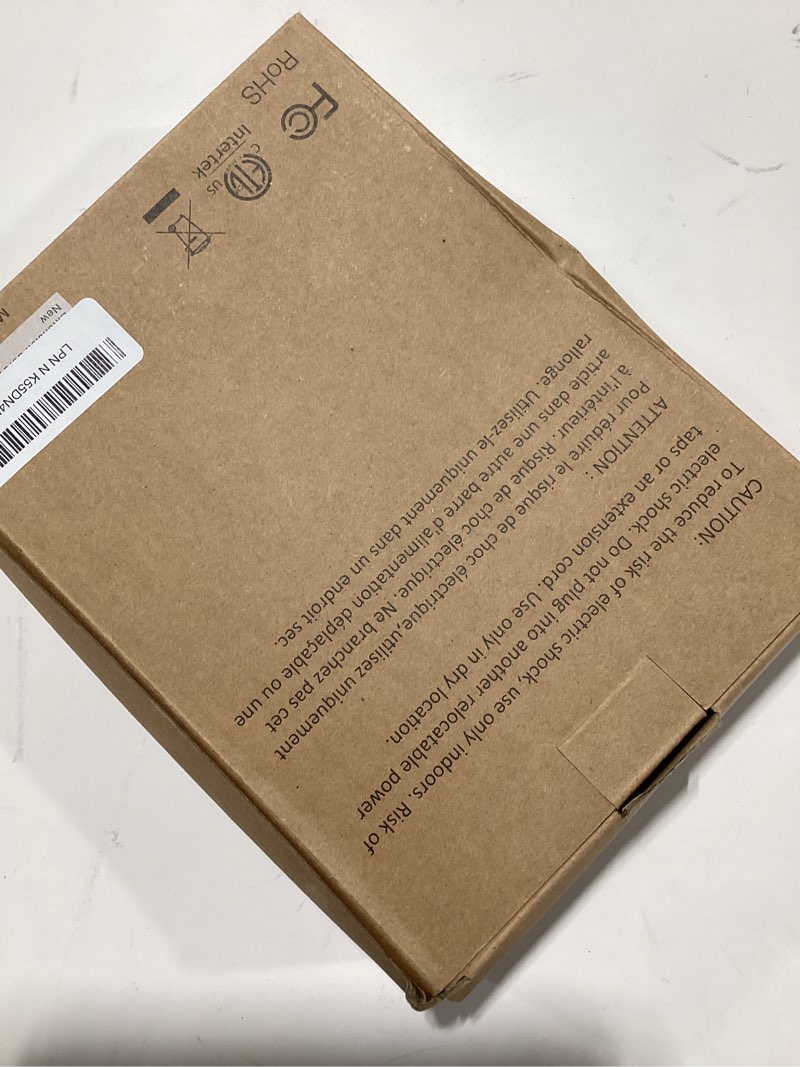 CAUTION:
To reduce the risk of electric shock, use only indoors. Risk of
electric shock. Do not plug into another relocatable power
taps or an extension cord. Use only in dry location.
ATTENTION :
Pour réduire le risque de choc électrique,utilisez uniquement
à l'intérieur. Risque de choc électrique. Ne branchez pas cet
article dans une autre barre d'alimentation déplaçable ou une
rallonge. Utilisez-le uniquement dans un endroit sec.
New
LPN N K55DN4
FC
RoHS
ETL
C US
Intertek